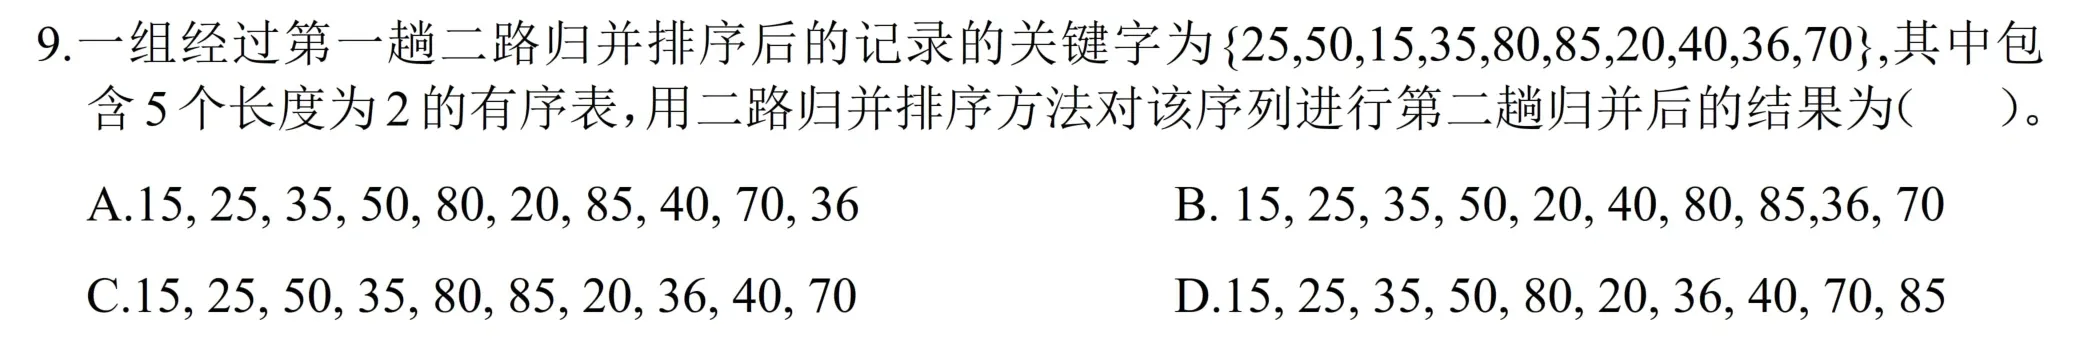 9.一组经过第一趟二路归并排序后的记录的关键字为{25,50,15,35,80,85,20,40,36,70},其中包
含5个长度为2的有序表,用二路归并排序方法对该序列进行第二趟归并后的结果为(    )。
A.15, 25, 35, 50, 80, 20, 85, 40, 70, 36
B. 15, 25, 35, 50, 20, 40, 80, 85,36, 70
C.15, 25, 50, 35, 80, 85, 20, 36, 40, 70
D.15, 25, 35, 50, 80, 20, 36, 40, 70, 85